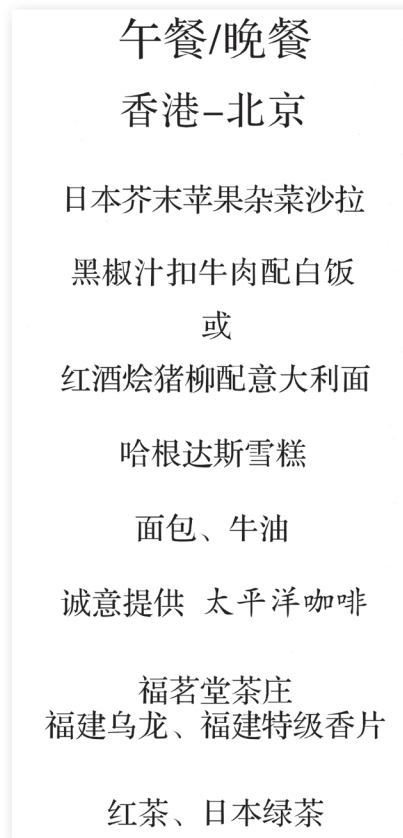 午餐/晚餐
香港–北京
日本芥末苹果杂菜沙拉
黑椒汁扣牛肉配白饭
或
红酒烩猪柳配意大利面
哈根达斯雪糕
面包、牛油
诚意提供 太平洋咖啡
福茗堂茶庄
福建乌龙、福建特级香片
红茶、日本绿茶